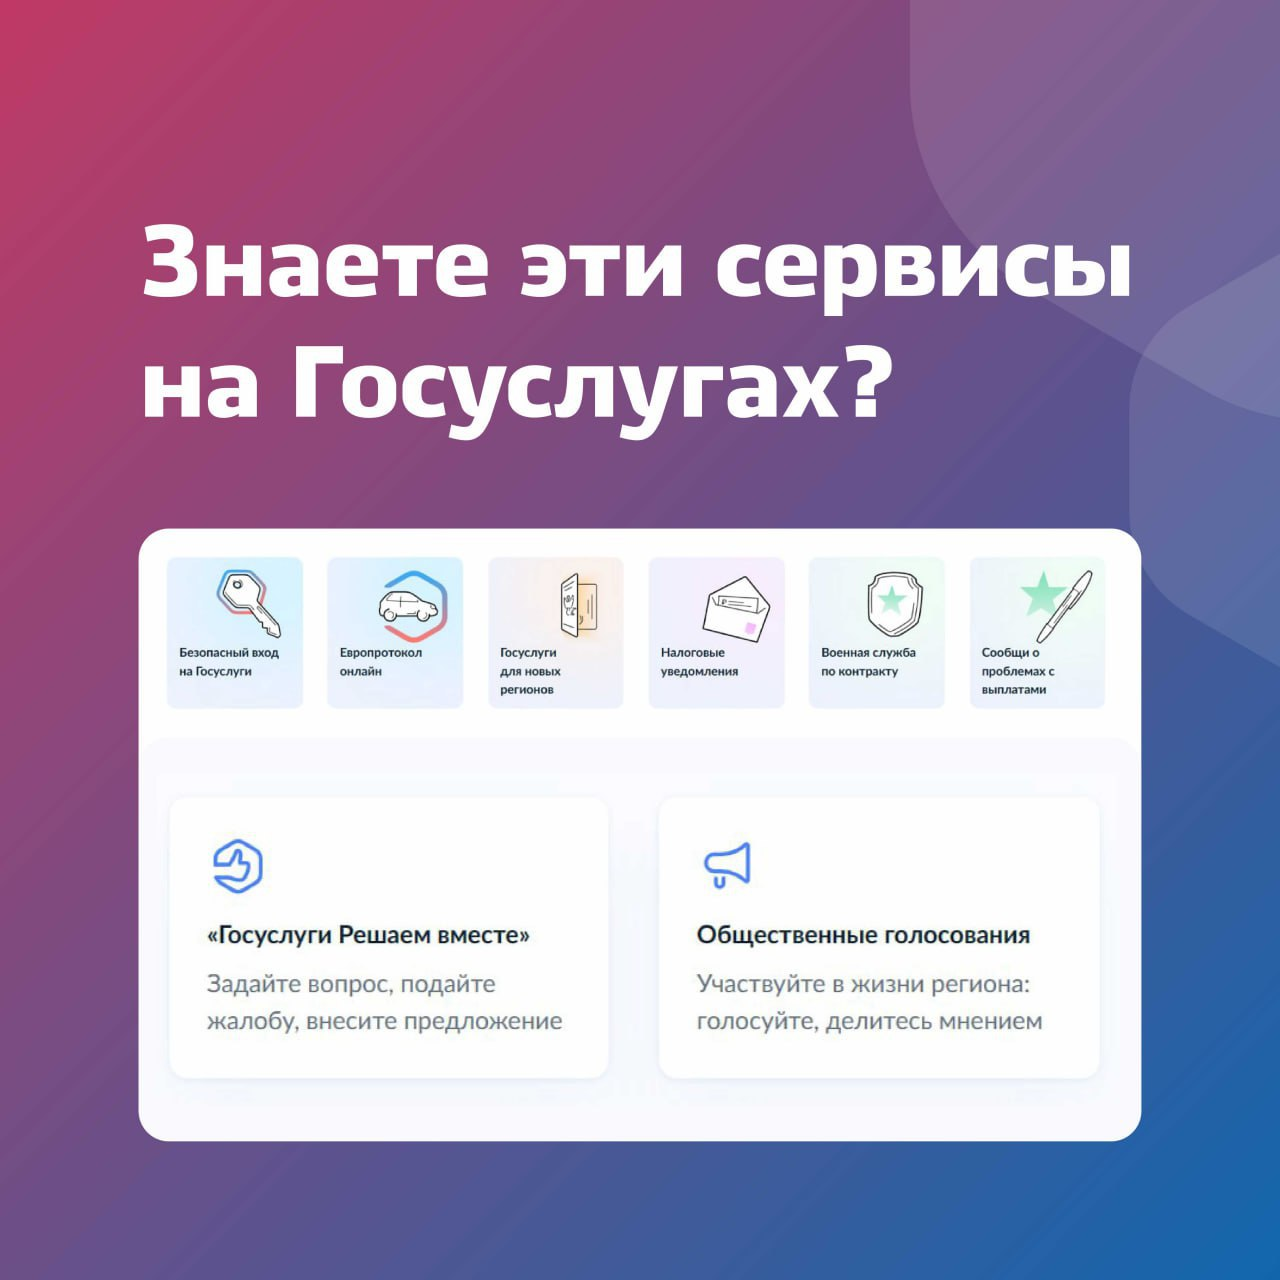 Знаете эти сервисы
на Госуслугах?
Безопасный вход
на Госуслуги
Европротокол
онлайн
Госуслуги
для новых
регионов
Налоговые
уведомления
Военная служба
по контракту
Сообщи о
проблемах с
выплатами
«Госуслуги Решаем вместе»
Задайте вопрос, подайте
жалобу, внесите предложение
Общественные голосования
Участвуйте в жизни региона:
голосуйте, делитесь мнением